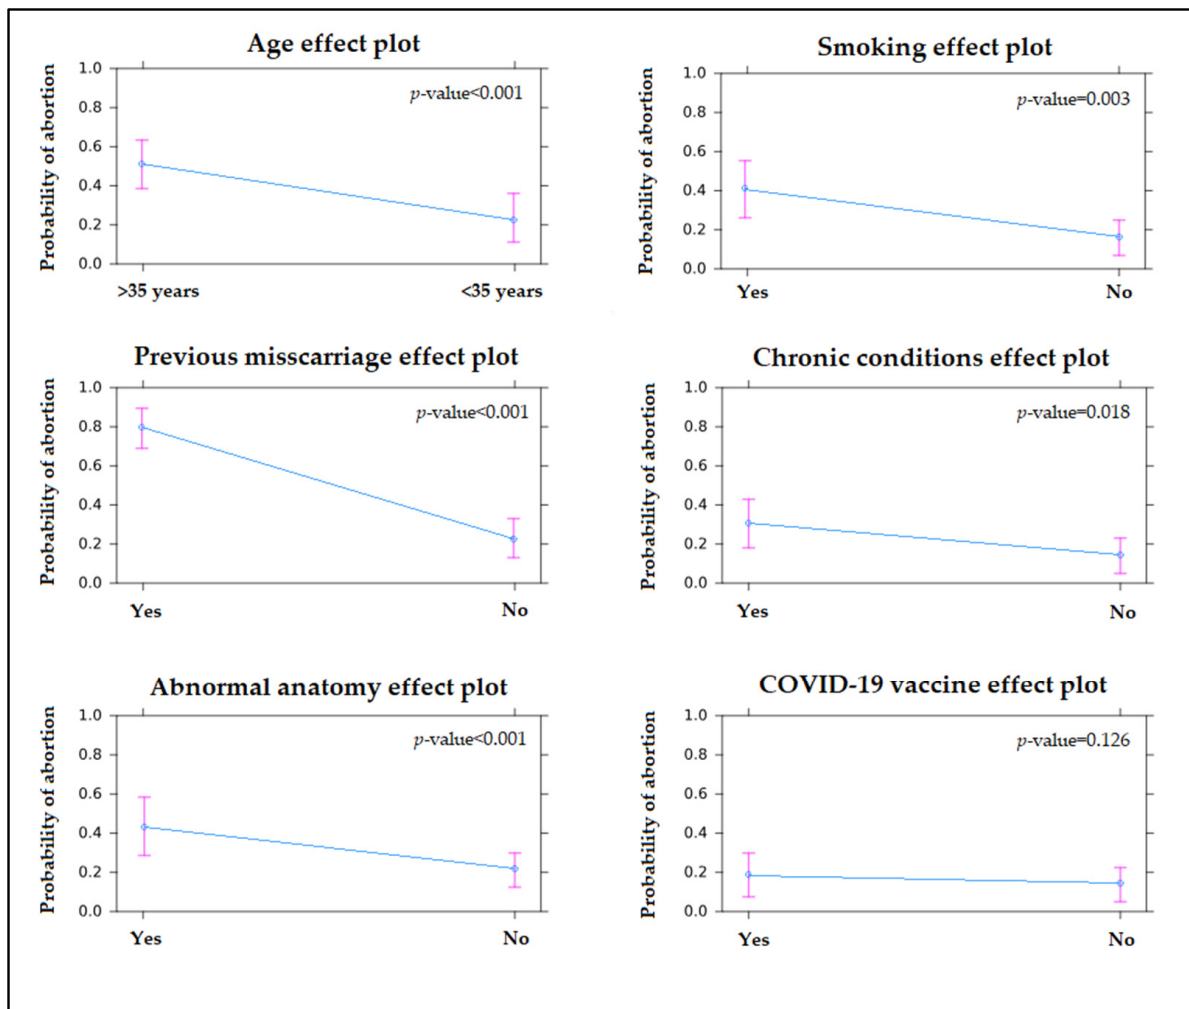 Age effect plot
Probability of abortion
1.0
0.8
0.6
0.4
0.2
0.0
p-value<0.001
>35 years
<35 years
Smoking effect plot
Probability of abortion
1.0
0.8
0.6
0.4
0.2
0.0
p-value=0.003
Yes
No
Previous misscarriage effect plot
Probability of abortion
1.0
0.8
0.6
0.4
0.2
0.0
p-value<0.001
Yes
No
Chronic conditions effect plot
Probability of abortion
1.0
0.8
0.6
0.4
0.2
0.0
p-value=0.018
Yes
No
Abnormal anatomy effect plot
Probability of abortion
1.0
0.8
0.6
0.4
0.2
0.0
p-value<0.001
Yes
No
COVID-19 vaccine effect plot
Probability of abortion
1.0
0.8
0.6
0.4
0.2
0.0
p-value=0.126
Yes
No